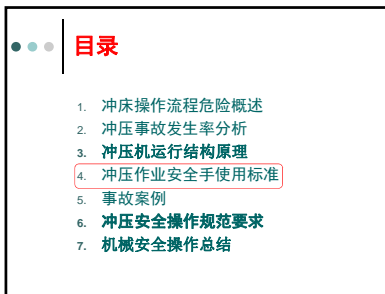 目录
1. 冲床操作流程危险概述
2. 冲压事故发生率分析
3. 冲压机运行结构原理
4. 冲压作业安全手使用标准
5. 事故案例
6. 冲压安全操作规范要求
7. 机械安全操作总结